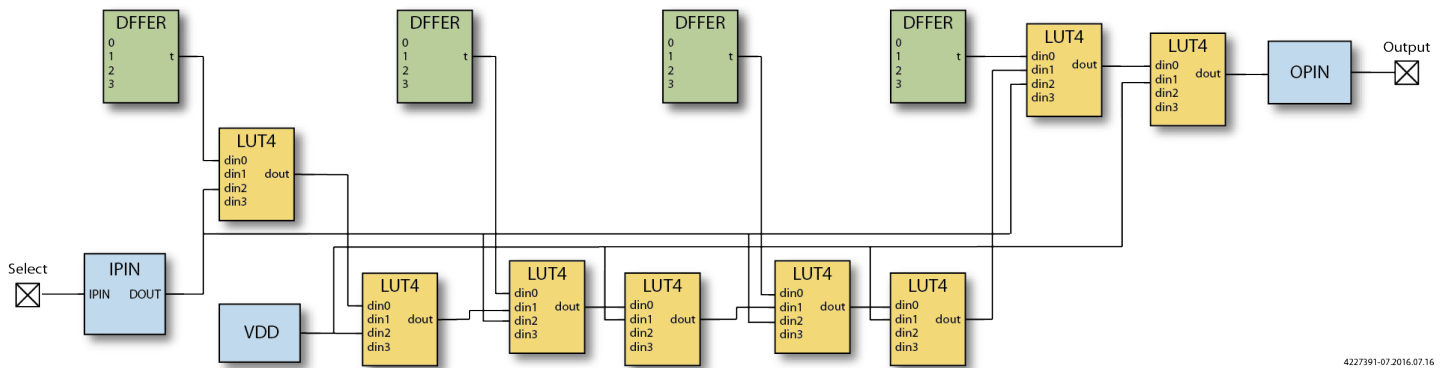 DFFER
0
1 t
2
3
DFFER
0
1 t
2
3
DFFER
0
1 t
2
3
DFFER
0
1 t
2
3
LUT4
din0
din1 dout
din2
din3
LUT4
din0
din1 dout
din2
din3
OPIN
Output
LUT4
din0
din1 dout
din2
din3
Select
IPIN
IPIN DOUT
VDD
LUT4
din0
din1 dout
din2
din3
LUT4
din0
din1 dout
din2
din3
LUT4
din0
din1 dout
din2
din3
LUT4
din0
din1 dout
din2
din3
LUT4
din0
din1 dout
din2
din3
4227391-07.2016.07.16